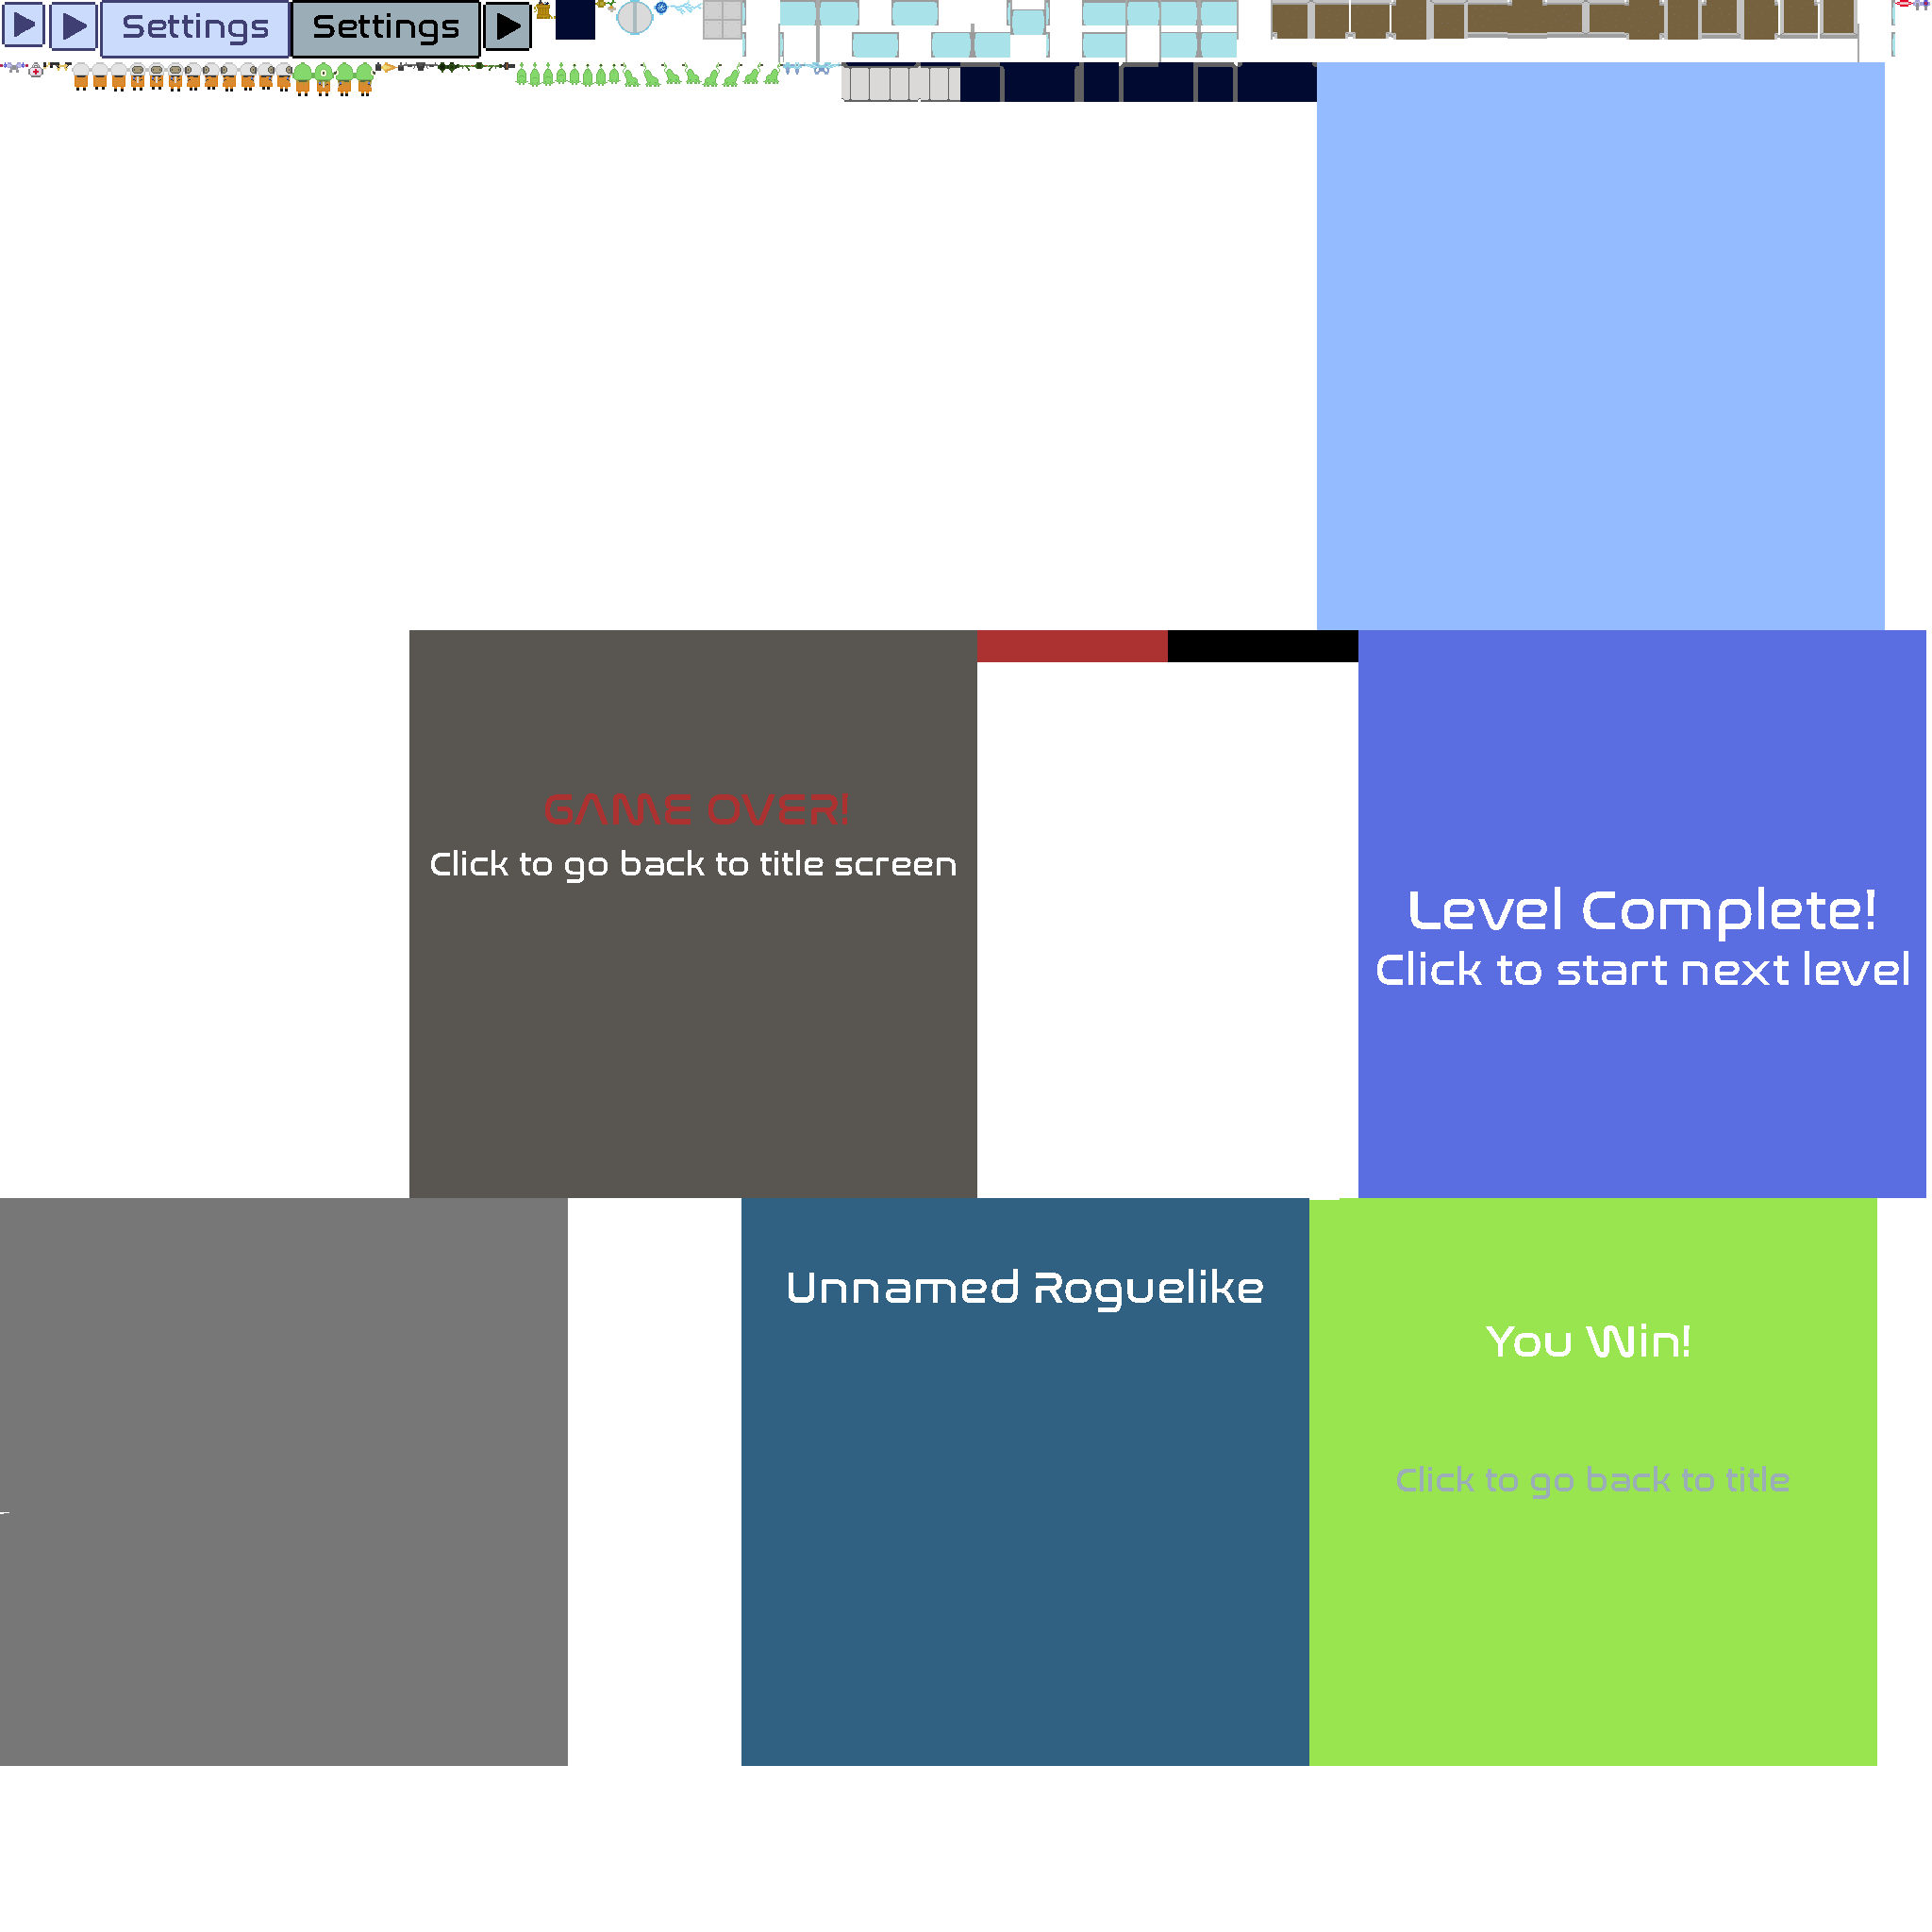 Settings
Settings
GAME OVER!
Click to go back to title screen
Level Complete!
Click to start next level
Unnamed Roguelike
You Win!
Click to go back to title